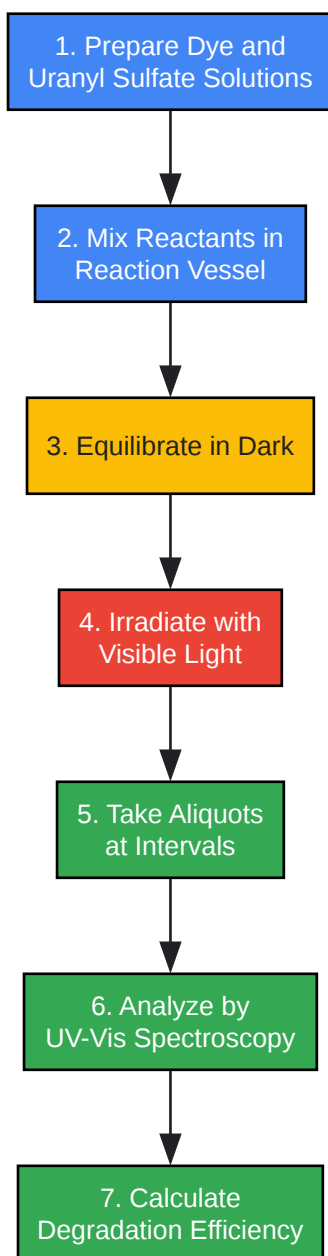 1. Prepare Dye and
Uranyl Sulfate Solutions
2. Mix Reactants in
Reaction Vessel
3. Equilibrate in Dark
4. Irradiate with
Visible Light
5. Take Aliquots
at Intervals
6. Analyze by
UV-Vis Spectroscopy
7. Calculate
Degradation Efficiency